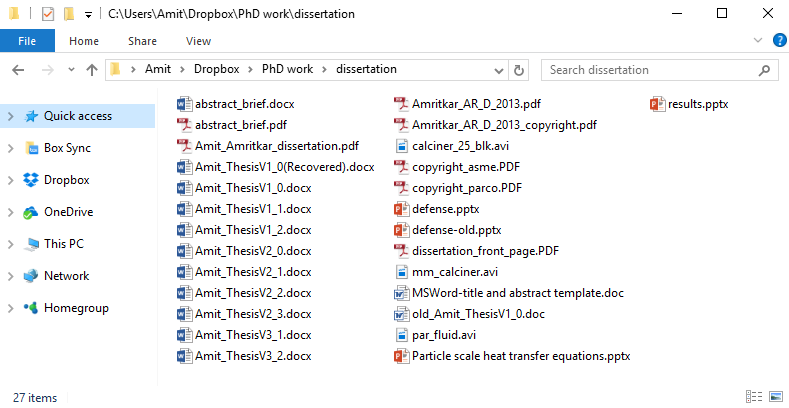 C:\Users\Amit\Dropbox\PhD work\dissertation
File Home Share View
Amit Dropbox PhD work dissertation
Search dissertation
Quick access
Box Sync
Dropbox
OneDrive
This PC
Network
Homegroup
abstract_brief.docx
abstract_brief.pdf
Amit_Amritkar_dissertation.pdf
Amit_ThesisV1_0(Recovered).docx
Amit_ThesisV1_0.docx
Amit_ThesisV1_1.docx
Amit_ThesisV1_2.docx
Amit_ThesisV2_0.docx
Amit_ThesisV2_1.docx
Amit_ThesisV2_2.docx
Amit_ThesisV2_3.docx
Amit_ThesisV3_1.docx
Amit_ThesisV3_2.docx
Amritkar_AR_D_2013.pdf
Amritkar_AR_D_2013_copyright.pdf
calciner_25_blk.avi
copyright_asme.PDF
copyright_parco.PDF
defense.pptx
defense-old.pptx
dissertation_front_page.PDF
mm_calciner.avi
MSWord-title and abstract template.doc
old_Amit_ThesisV1_0.doc
par_fluid.avi
Particle scale heat transfer equations.pptx
results.pptx
27 items